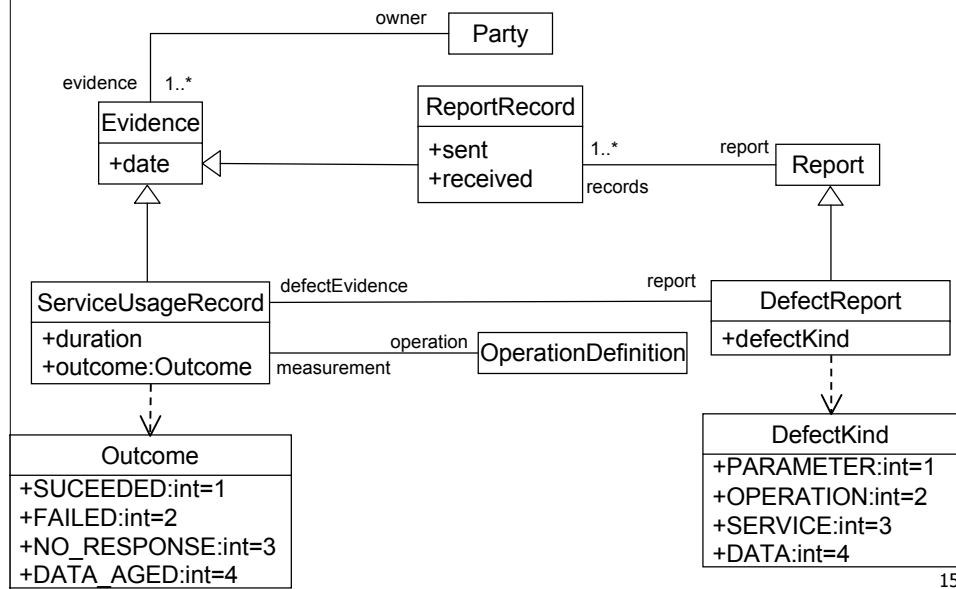 owner
Party
evidence 1..*
Evidence
+date
ReportRecord
+sent
+received
1..*
records
report
Report
ServiceUsageRecord
+duration
+outcome:Outcome
defectEvidence
report
DefectReport
+defectKind
operation
measurement
OperationDefinition
Outcome
+SUCEEDED:int=1
+FAILED:int=2
+NO_RESPONSE:int=3
+DATA_AGED:int=4
DefectKind
+PARAMETER:int=1
+OPERATION:int=2
+SERVICE:int=3
+DATA:int=4
15